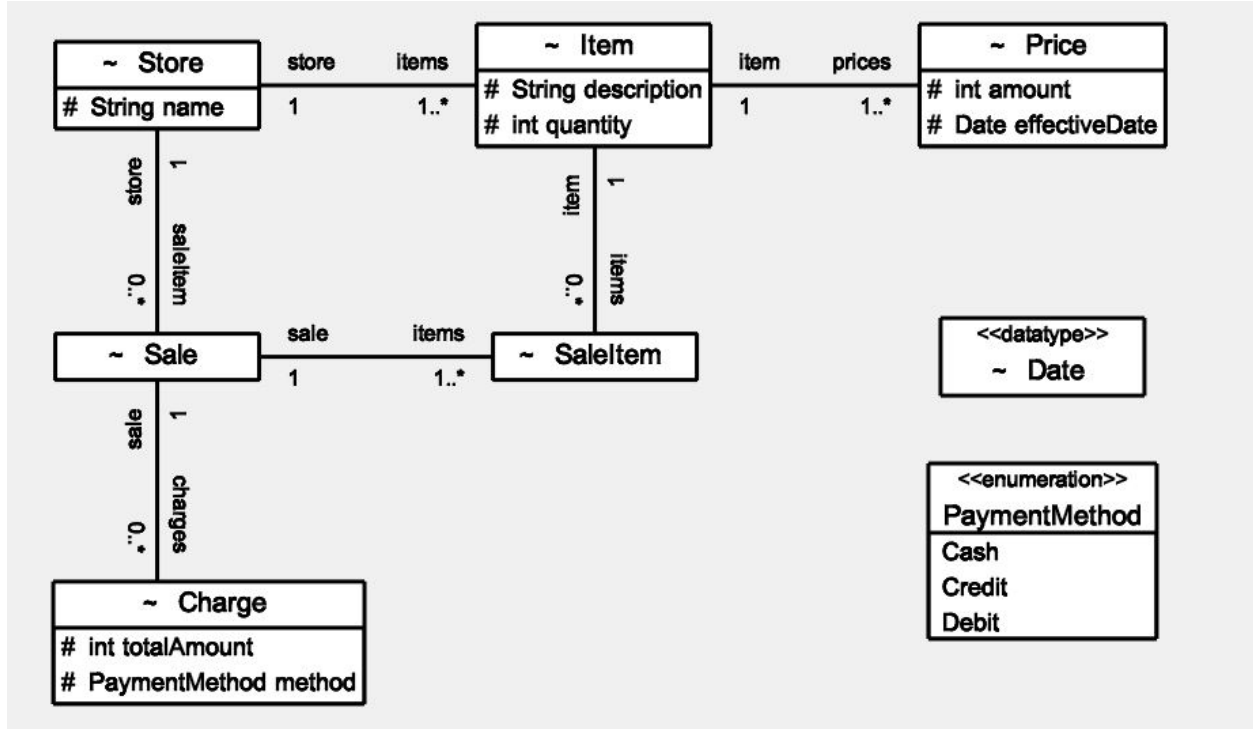 ~ Store
# String name
store
items
1
1..*
~ Item
# String description
# int quantity
item
prices
1
1..*
~ Price
# int amount
# Date effectiveDate
store
1
saleItem
0..*
item
1
items
0..*
~ Sale
sale
items
1
1..*
~ SaleItem
<<datatype>>
~ Date
sale
1
charges
0..*
<<enumeration>>
PaymentMethod
Cash
Credit
Debit
~ Charge
# int totalAmount
# PaymentMethod method